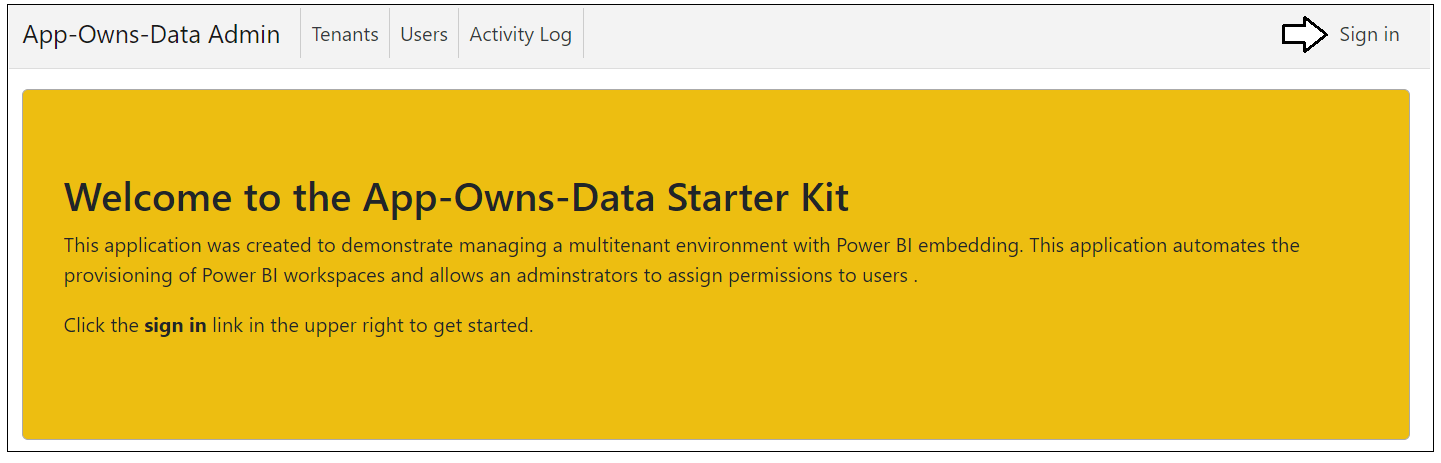 App-Owns-Data Admin Tenants Users Activity Log Sign in
Welcome to the App-Owns-Data Starter Kit
This application was created to demonstrate managing a multitenant environment with Power BI embedding. This application automates the
provisioning of Power BI workspaces and allows an adminstrators to assign permissions to users .
Click the sign in link in the upper right to get started.